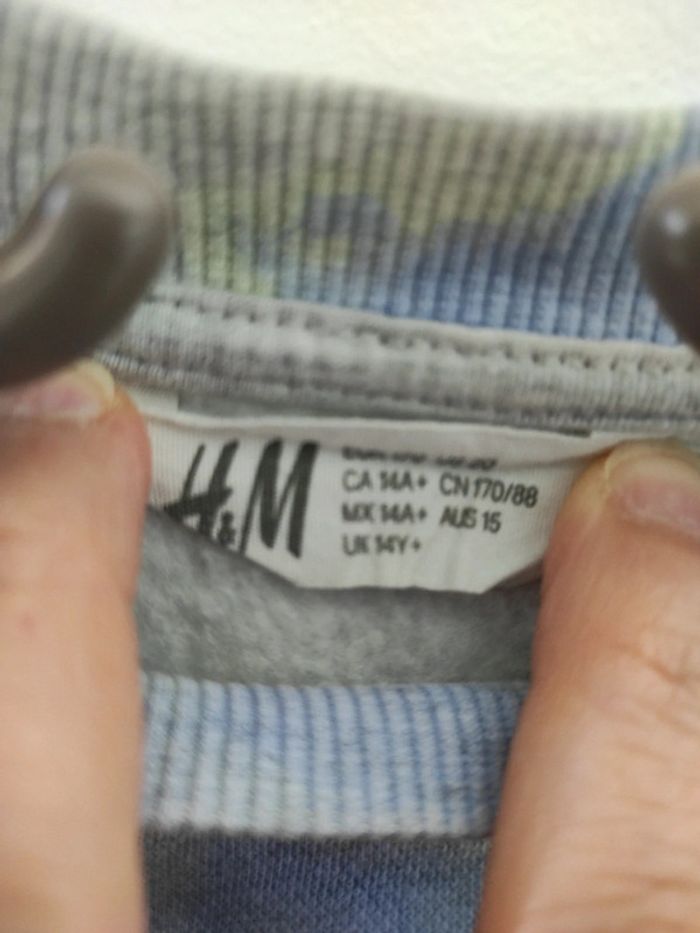 H&M
CA 14A+ CN 170/88
MX 14A+ AUS 15
UK 14Y+